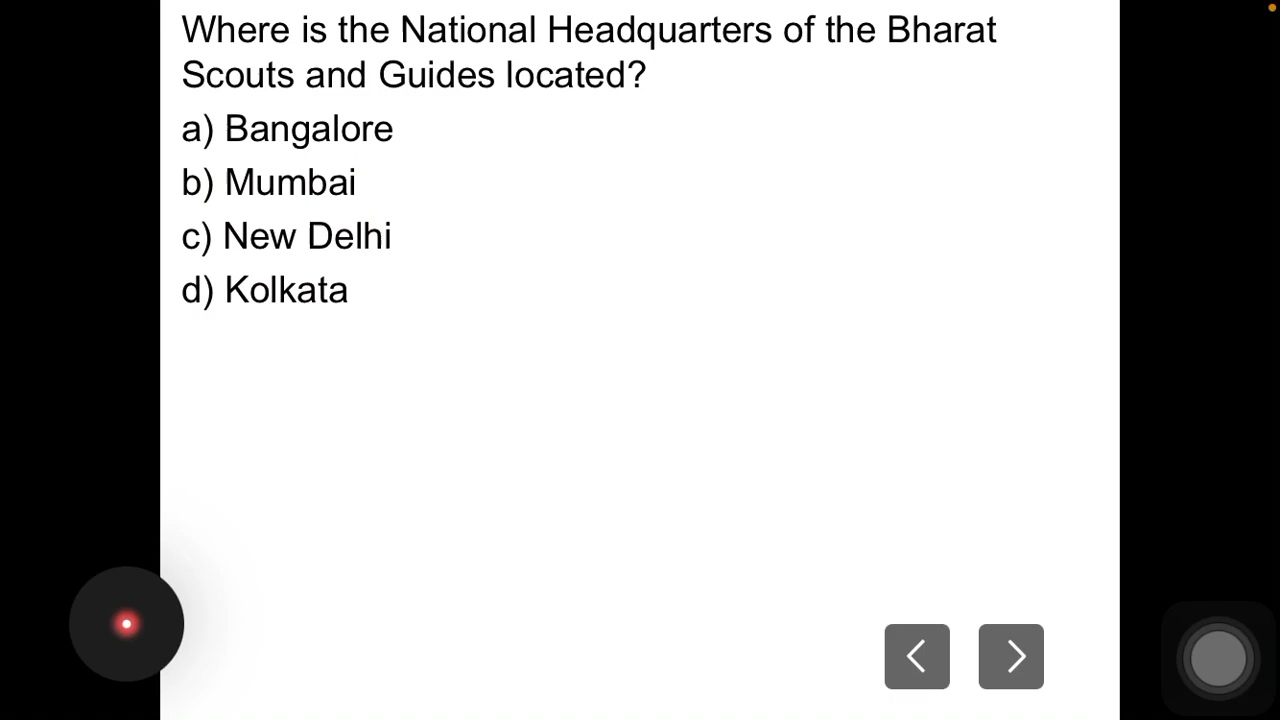 Where is the National Headquarters of the Bharat
Scouts and Guides located?
a) Bangalore
b) Mumbai
c) New Delhi
d) Kolkata